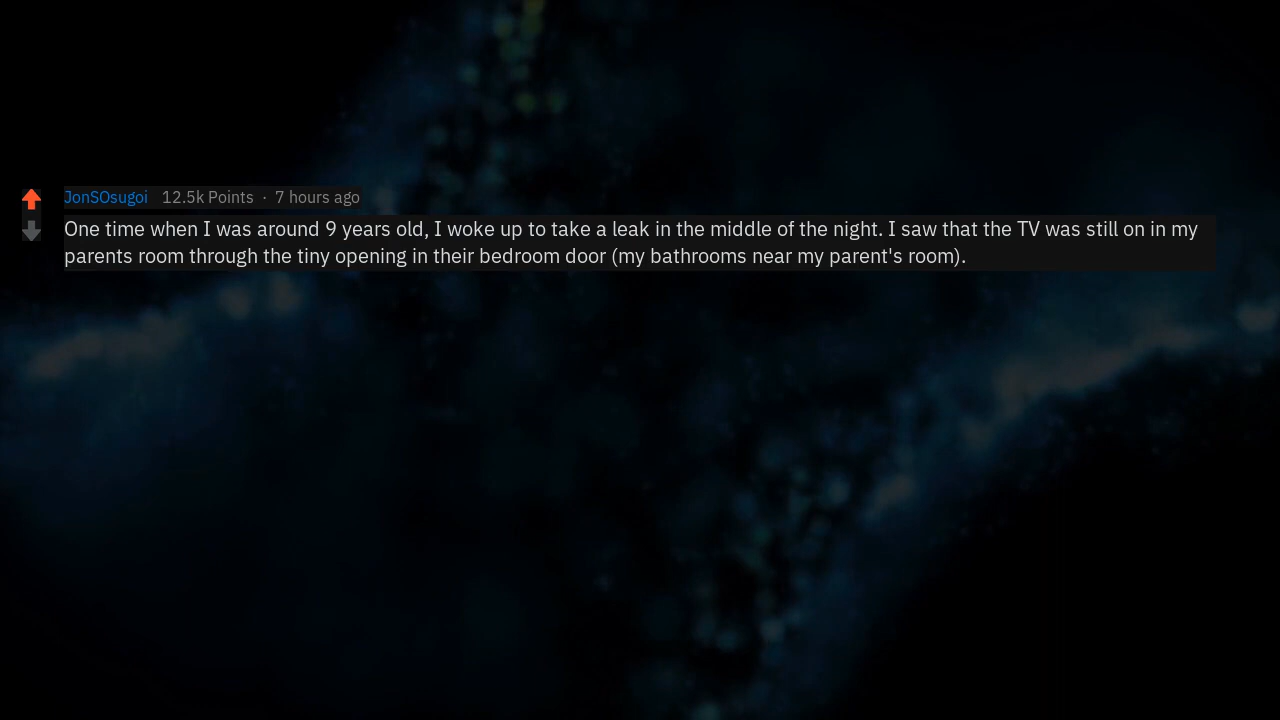 JonSOsugoi 12.5k Points · 7 hours ago
One time when I was around 9 years old, I woke up to take a leak in the middle of the night. I saw that the TV was still on in my
parents room through the tiny opening in their bedroom door (my bathrooms near my parent's room).